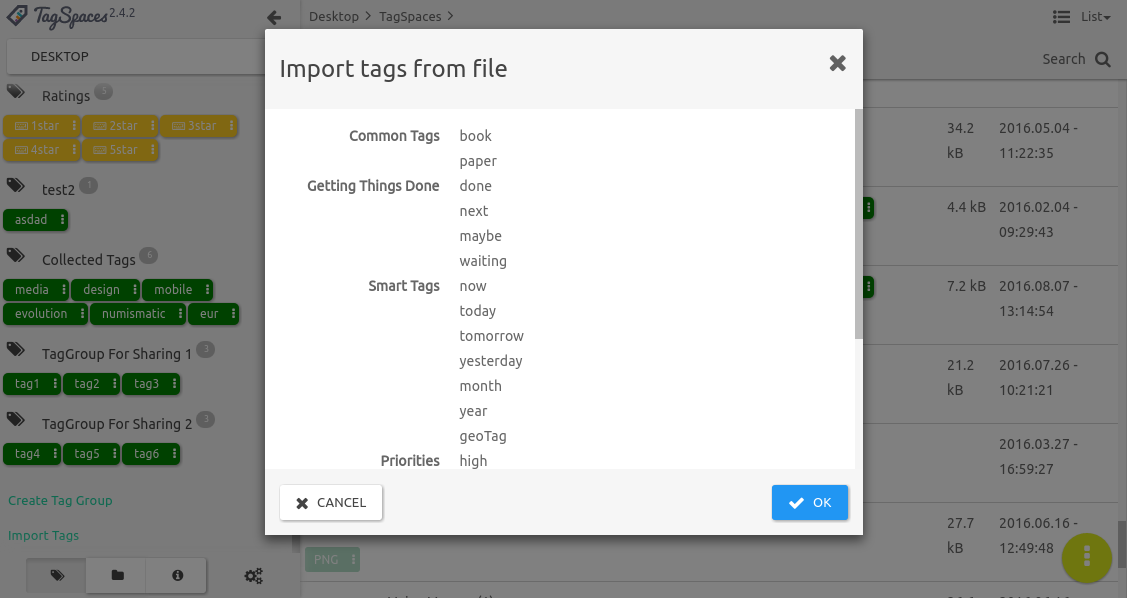 TagSpaces 2.4.2
Desktop > TagSpaces >
List
DESKTOP
Search
Ratings 5
1star 2star 3star
4star 5star
test2 1
asdad
Collected Tags 6
media design mobile
evolution numismatic eur
TagGroup For Sharing 1 3
tag1 tag2 tag3
TagGroup For Sharing 2 3
tag4 tag5 tag6
Create Tag Group
Import Tags
Import tags from file
Common Tags book
paper
Getting Things Done done
next
maybe
waiting
Smart Tags now
today
tomorrow
yesterday
month
year
geoTag
Priorities high
CANCEL
OK
34.2 kB 2016.05.04 -
11:22:35
4.4 kB 2016.02.04 -
09:29:43
7.2 kB 2016.08.07 -
13:14:54
21.2 kB 2016.07.26 -
10:21:21
2016.03.27 -
16:59:27
27.7 kB 2016.06.16 -
12:49:48
PNG